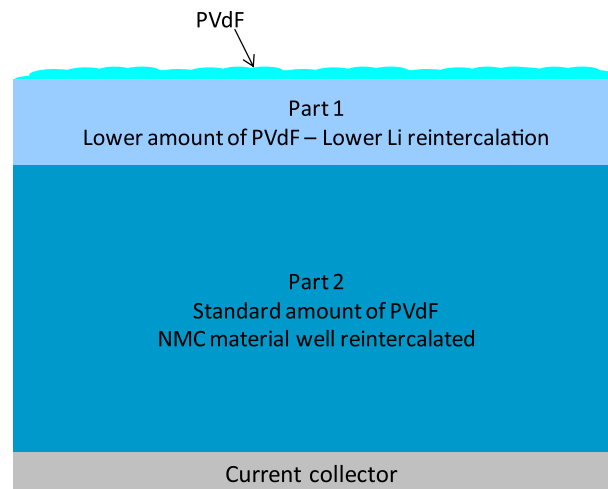 PVdF
Part 1
Lower amount of PVdF – Lower Li reintercalation
Part 2
Standard amount of PVdF
NMC material well reintercalated
Current collector